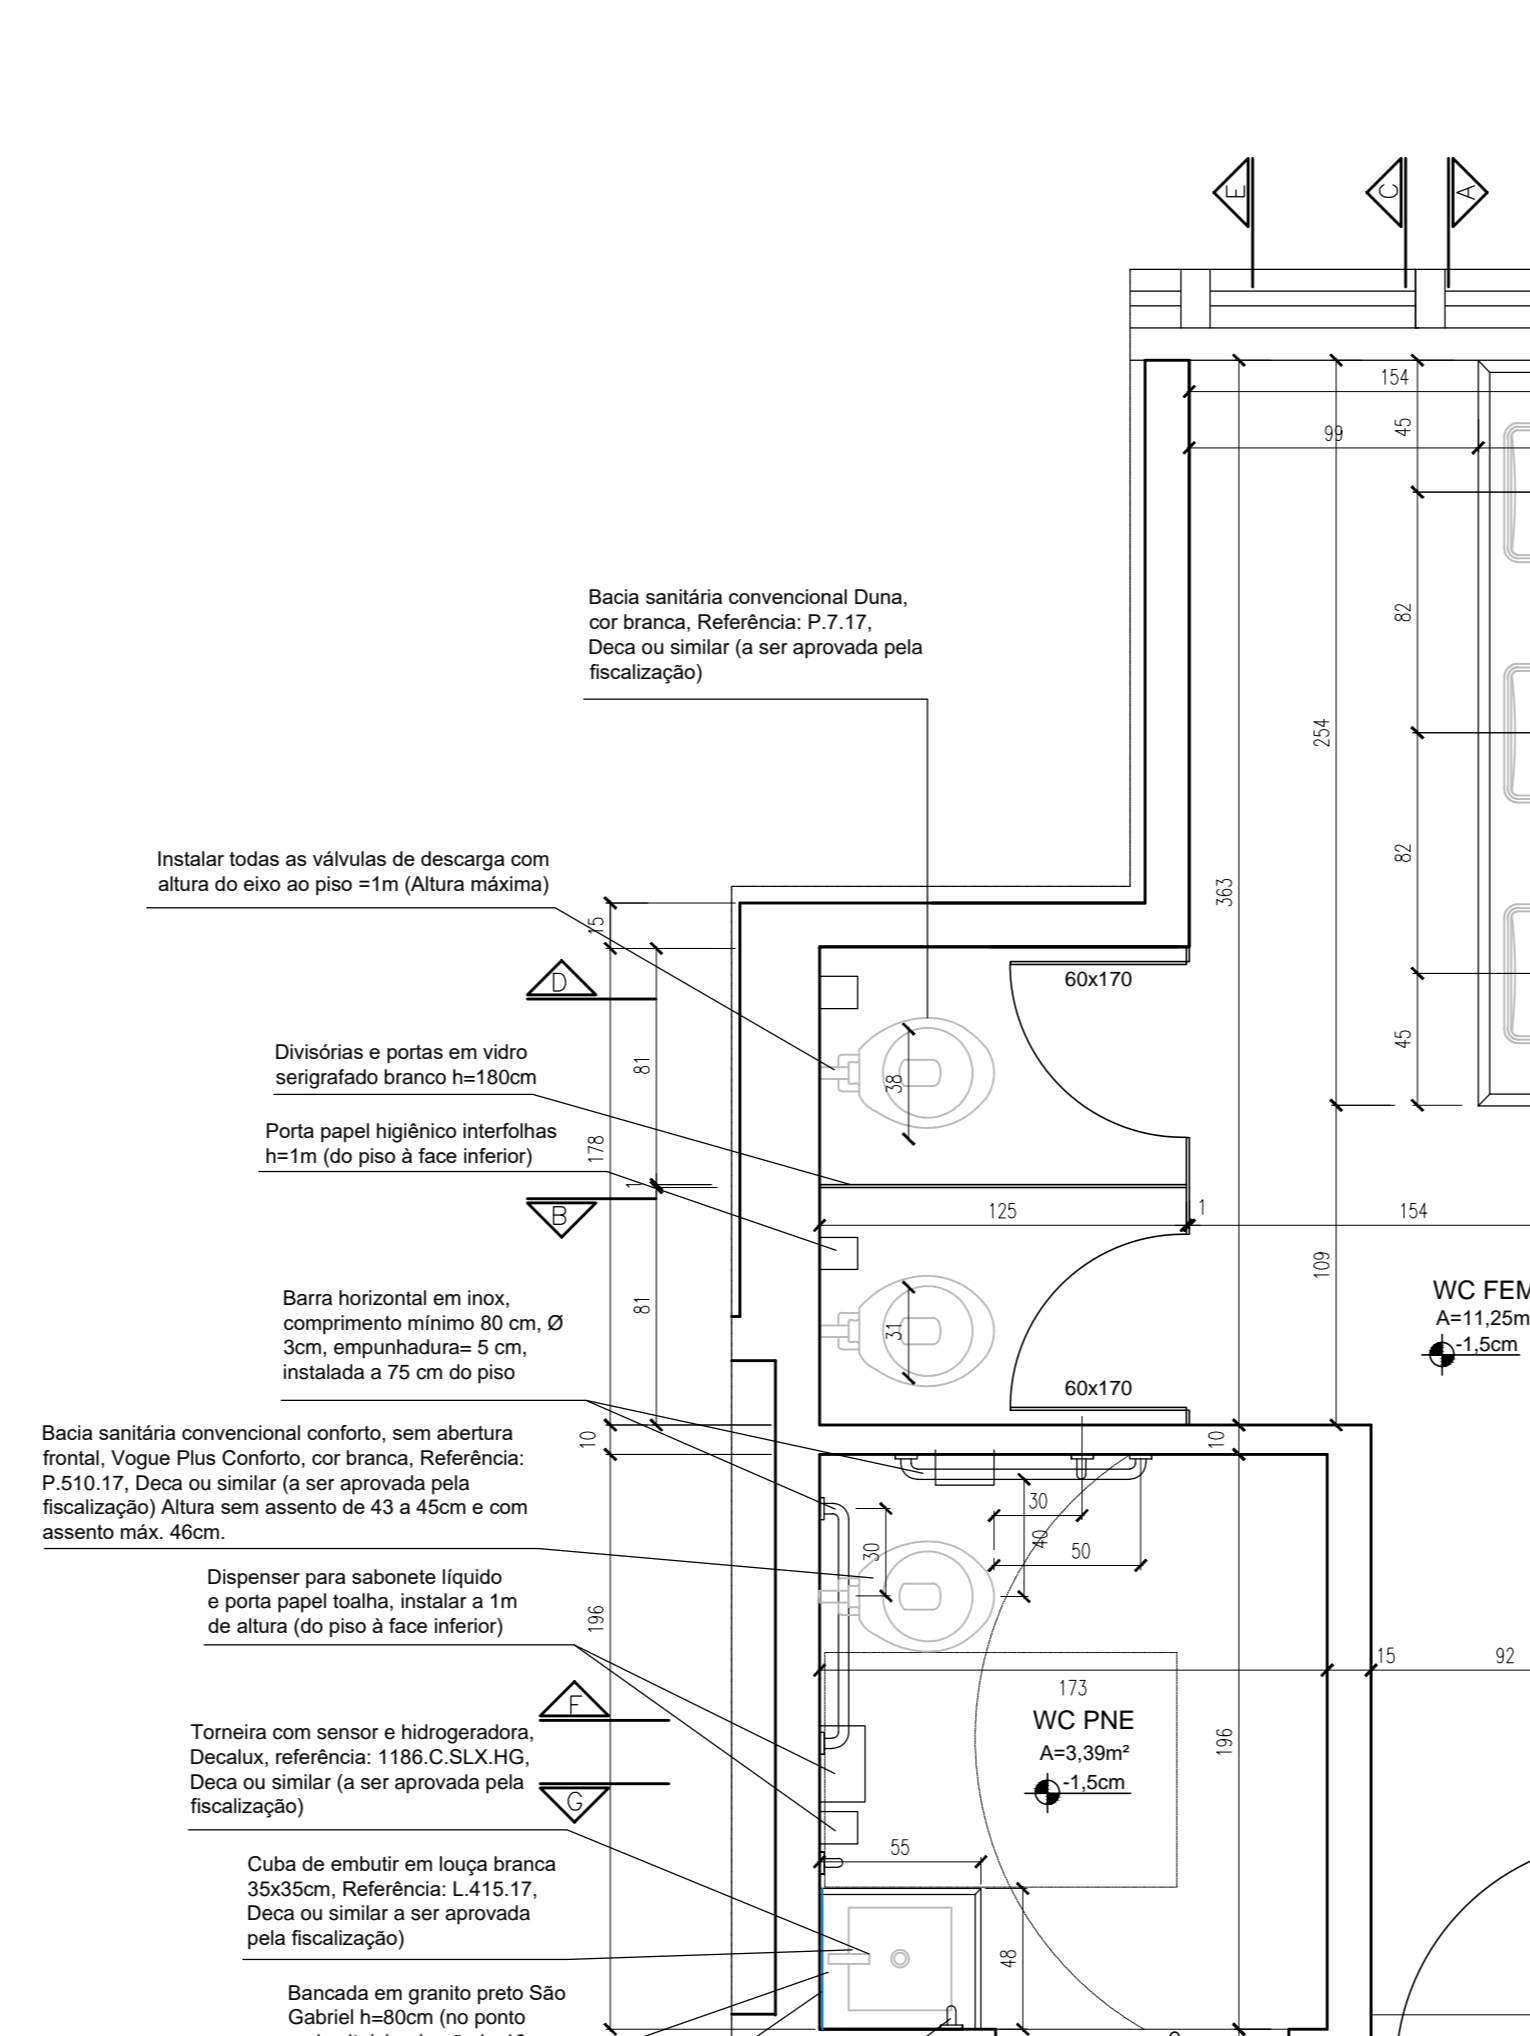 E
C
A
154
99
45
82
254
82
363
45
Bacia sanitária convencional Duna,
cor branca, Referência: P.7.17,
Deca ou similar (a ser aprovada pela
fiscalização)
Instalar todas as válvulas de descarga com
altura do eixo ao piso =1m (Altura máxima)
15
D
60x170
81
38
Divisórias e portas em vidro
serigrafado branco h=180cm
Porta papel higiênico interfolhas
h=1m (do piso à face inferior)
178
1
B
125
1
154
109
81
31
WC FEM
A=11,25m
-1,5cm
Barra horizontal em inox,
comprimento mínimo 80 cm, Ø
3cm, empunhadura= 5 cm,
instalada a 75 cm do piso
60x170
10
10
Bacia sanitária convencional conforto, sem abertura
frontal, Vogue Plus Conforto, cor branca, Referência:
P.510.17, Deca ou similar (a ser aprovada pela
fiscalização) Altura sem assento de 43 a 45cm e com
assento máx. 46cm.
30
40
30
50
Dispenser para sabonete líquido
e porta papel toalha, instalar a 1m
de altura (do piso à face inferior)
196
15
92
173
WC PNE
A=3,39m²
-1,5cm
196
F
Torneira com sensor e hidrogeradora,
Decalux, referência: 1186.C.SLX.HG,
Deca ou similar (a ser aprovada pela
fiscalização)
G
55
Cuba de embutir em louça branca
35x35cm, Referência: L.415.17,
Deca ou similar a ser aprovada
pela fiscalização)
48
Bancada em granito preto São
Gabriel h=80cm (no ponto